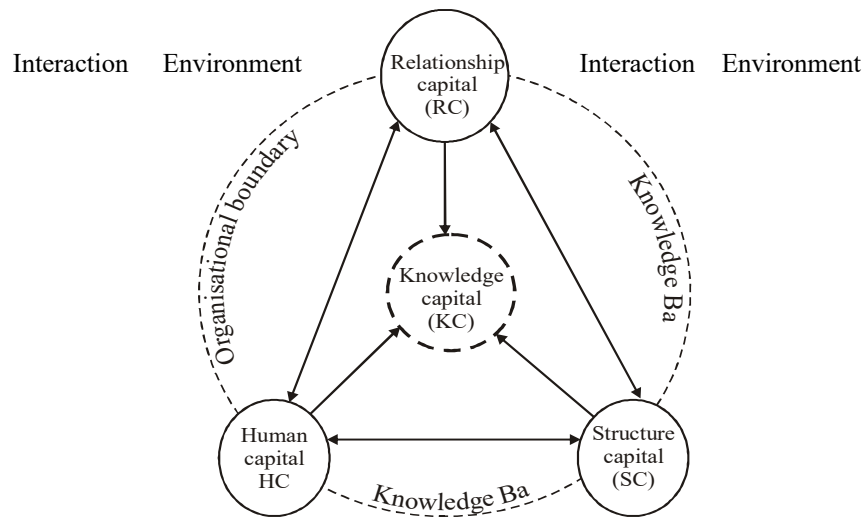 Interaction Environment
Relationship
capital
(RC)
Interaction Environment
Organisational boundary
Knowledge Ba
Knowledge
capital
(KC)
Human
capital
HC
Structure
capital
(SC)
Knowledge Ba